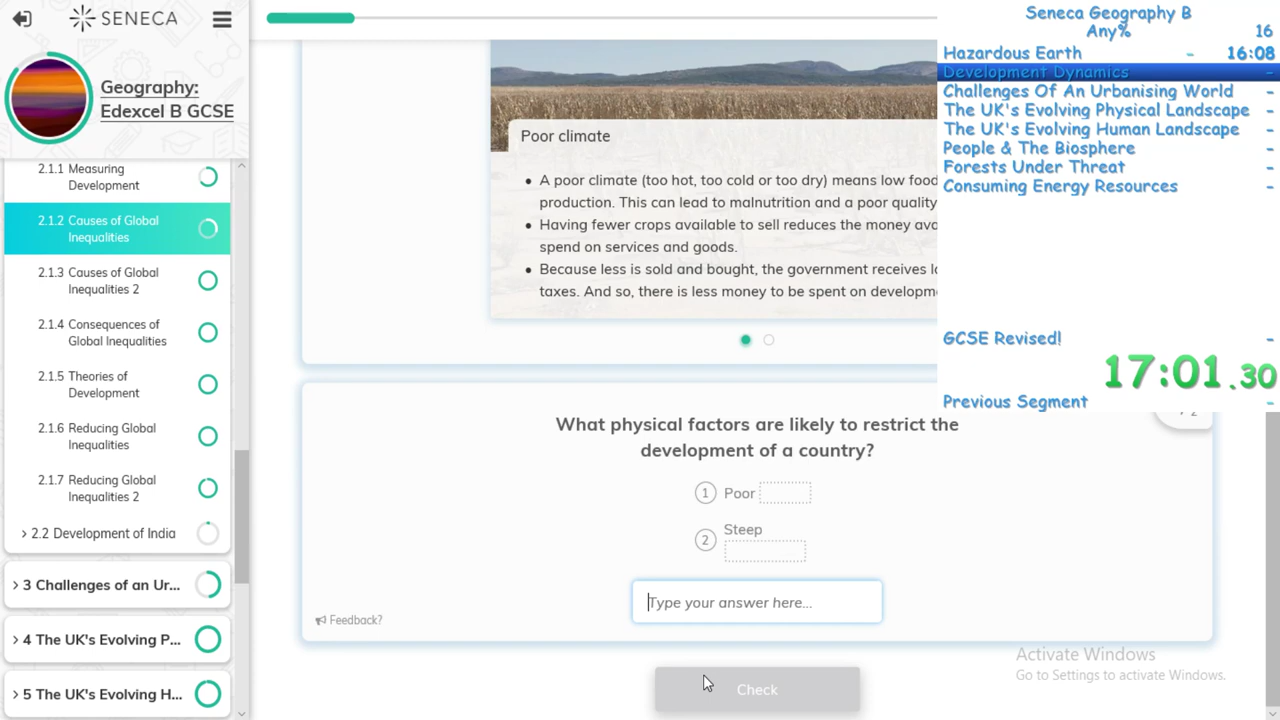 SENECA
Geography:
Edexcel B GCSE
2.1.1 Measuring
Development
2.1.2 Causes of Global
Inequalities
2.1.3 Causes of Global
Inequalities 2
2.1.4 Consequences of
Global Inequalities
2.1.5 Theories of
Development
2.1.6 Reducing Global
Inequalities
2.1.7 Reducing Global
Inequalities 2
2.2 Development of India
3 Challenges of an Ur...
4 The UK's Evolving P...
5 The UK's Evolving H...
Poor climate
• A poor climate (too hot, too cold or too dry) means low food
production. This can lead to malnutrition and a poor quality
• Having fewer crops available to sell reduces the money
spend on services and goods.
• Because less is sold and bought, the government receives
taxes. And so, there is less money to be spent on
What physical factors are likely to restrict the
development of a country?
1 Poor
2 Steep
Type your answer here...
Feedback?
Check
Activate Windows
Go to Settings to activate Windows.
Seneca Geography B
Any% 16
Hazardous Earth - 16:08
Development Dynamics -
Challenges Of An Urbanising World -
The UK's Evolving Physical Landscape -
The UK's Evolving Human Landscape -
People & The Biosphere -
Forests Under Threat -
Consuming Energy Resources -
GCSE Revised! -
17:01.30
Previous Segment -